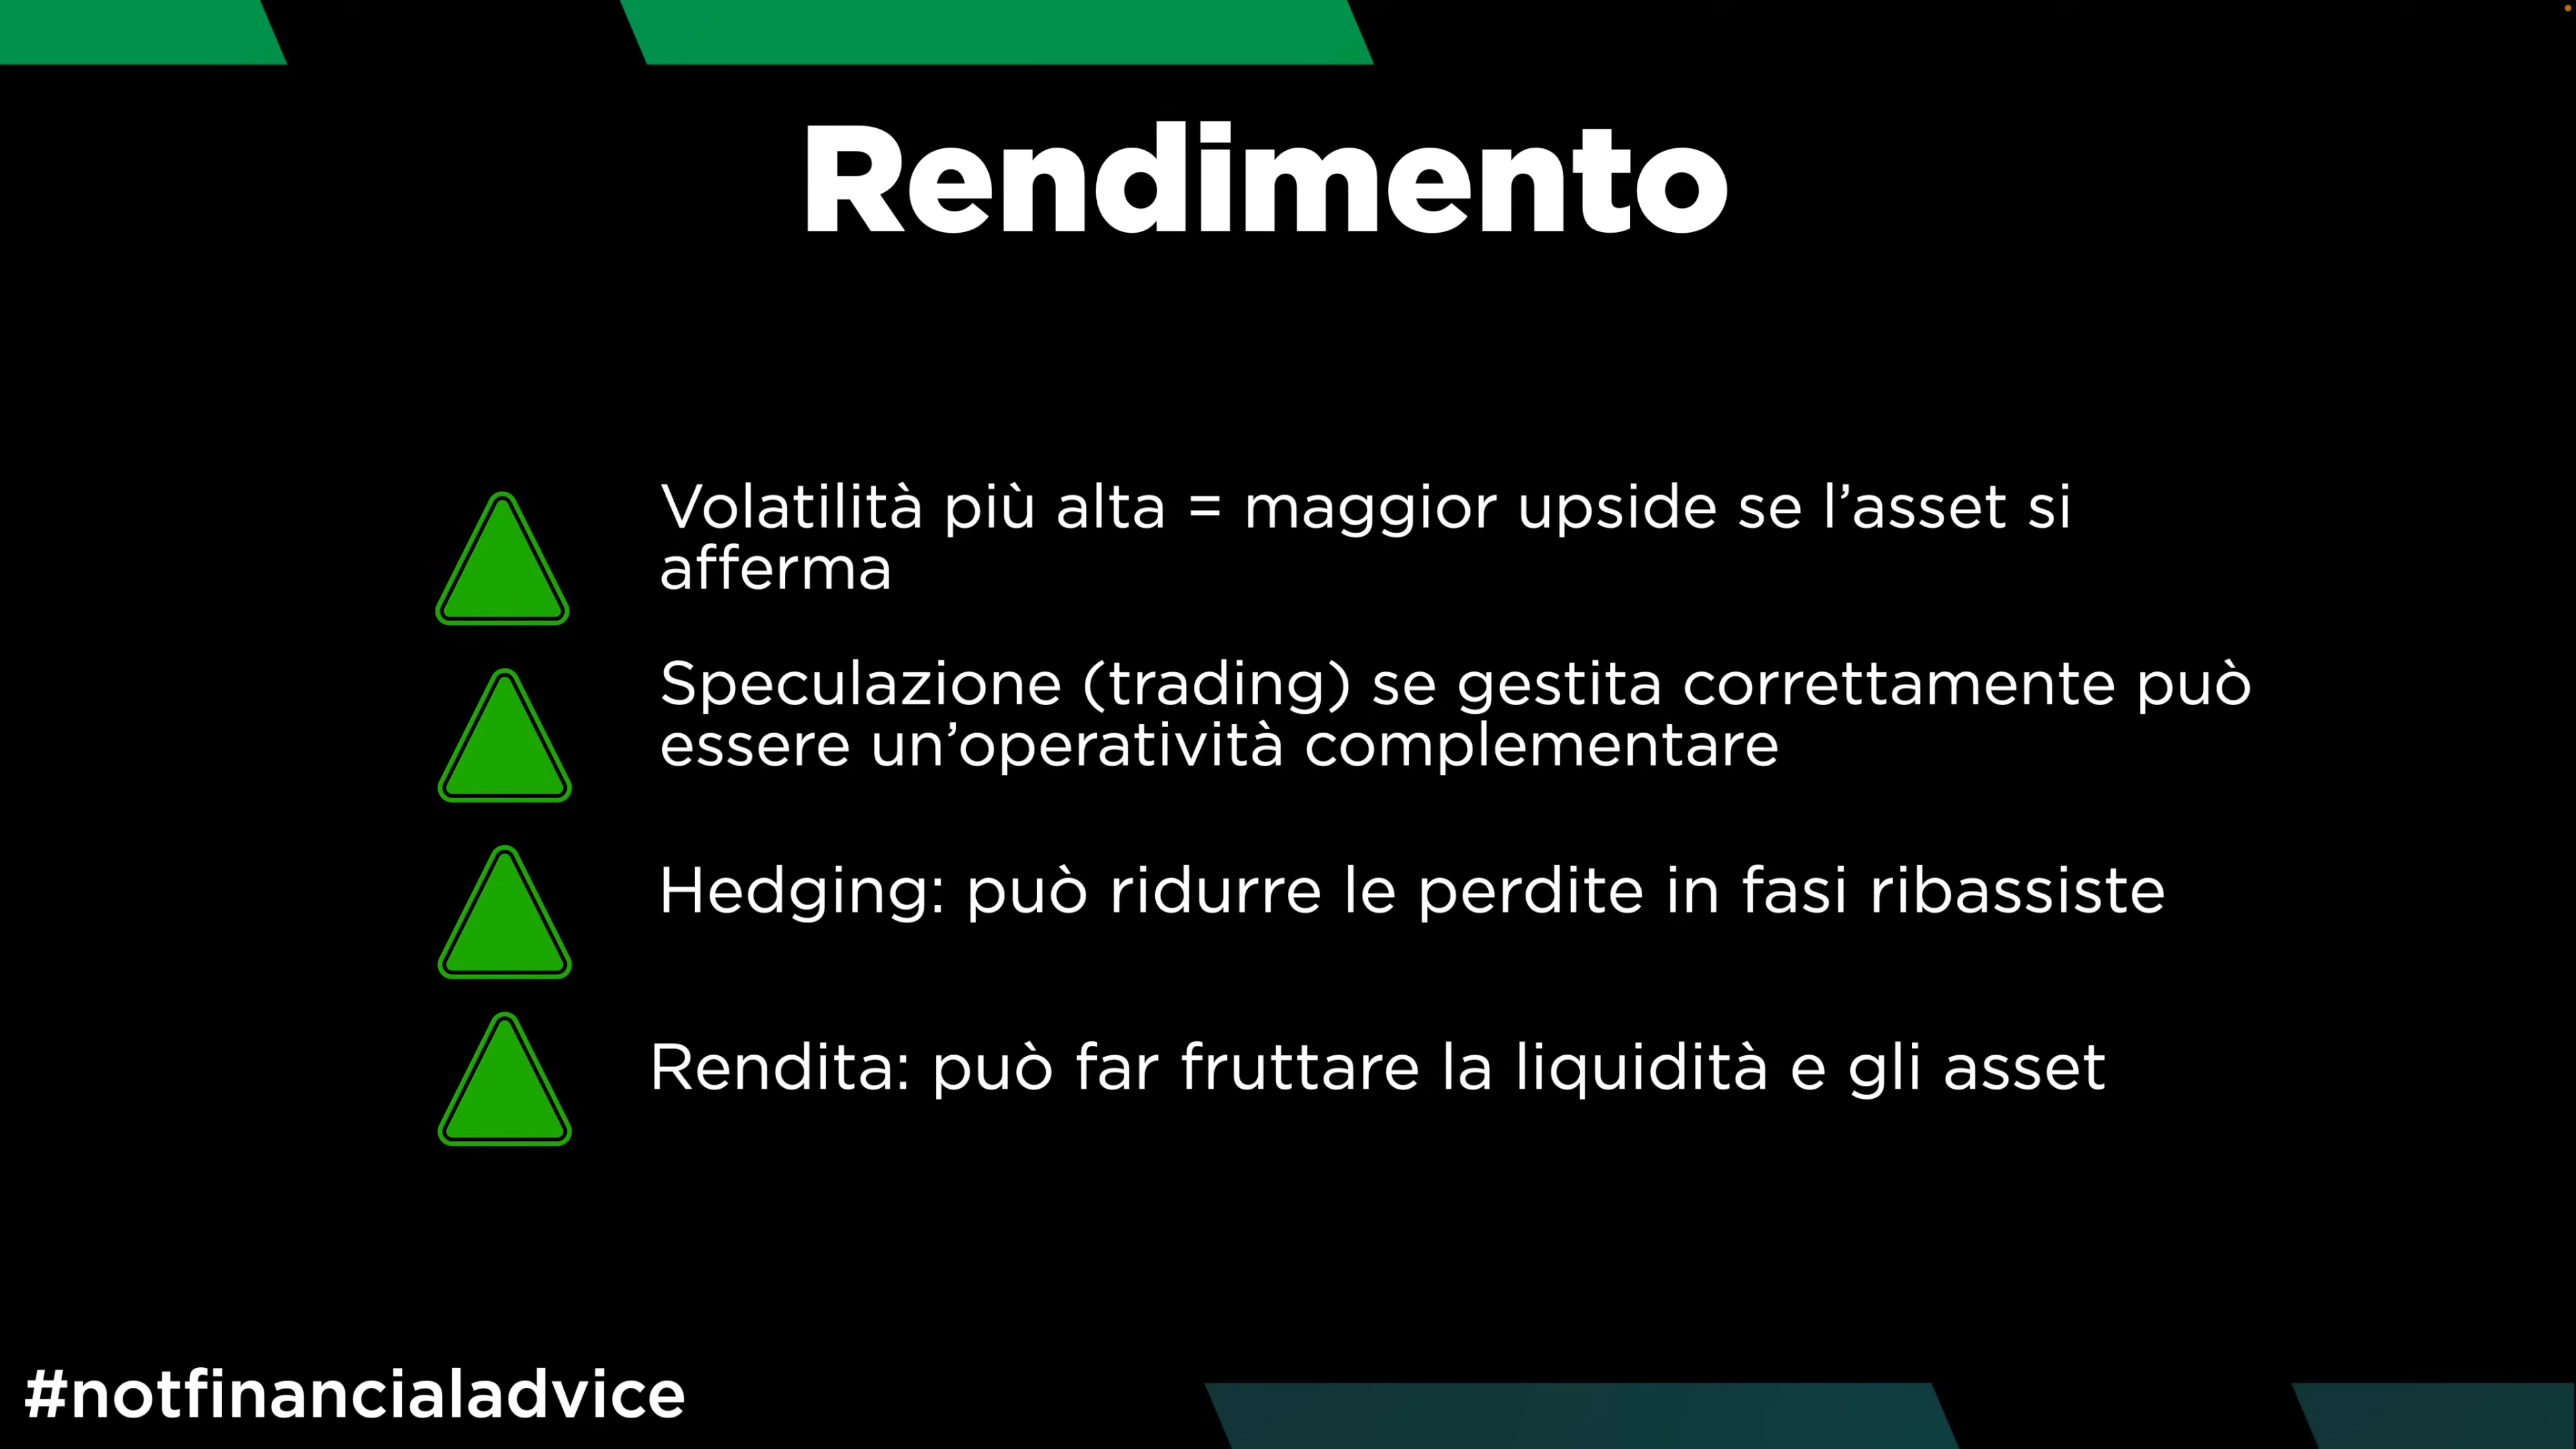 Rendimento
Volatilità più alta = maggior upside se l’asset si
afferma
Speculazione (trading) se gestita correttamente può
essere un’operatività complementare
Hedging: può ridurre le perdite in fasi ribassiste
Rendita: può far fruttare la liquidità e gli asset
#notfinancialadvice